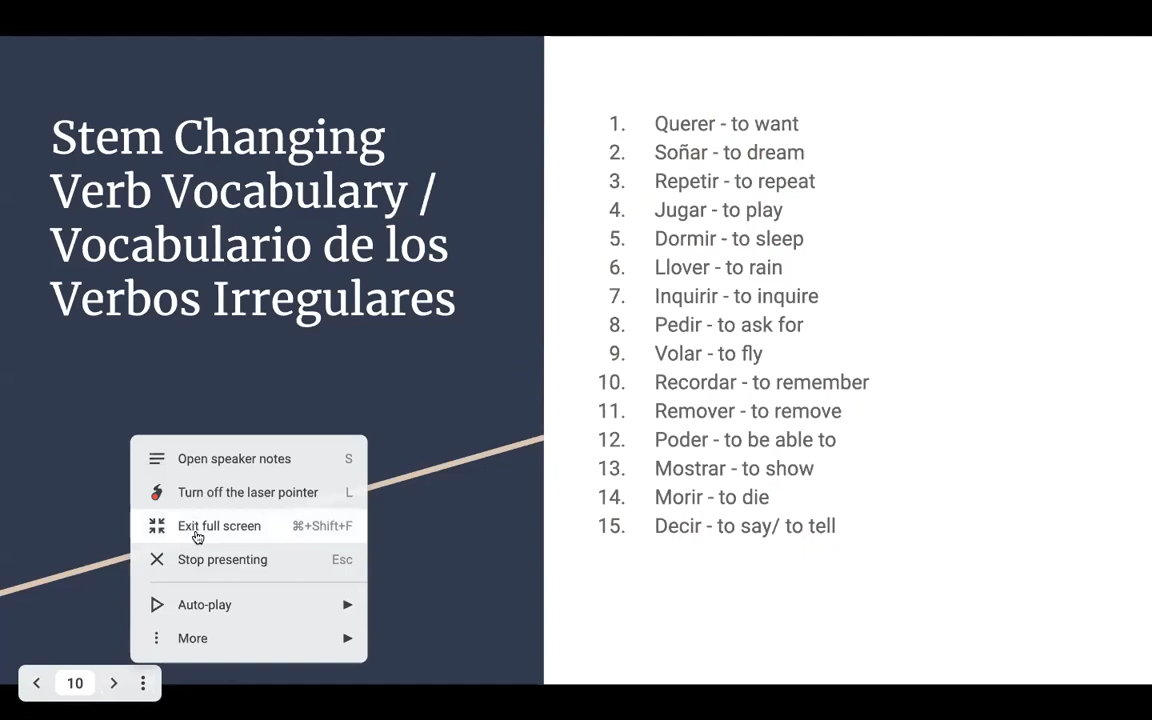 Stem Changing
Verb Vocabulary /
Vocabulario de los
Verbos Irregulares
1. Querer - to want
2. Soñar - to dream
3. Repetir - to repeat
4. Jugar - to play
5. Dormir - to sleep
6. Llover - to rain
7. Inquirir - to inquire
8. Pedir - to ask for
9. Volar - to fly
10. Recordar - to remember
11. Remover - to remove
12. Poder - to be able to
13. Mostrar - to show
14. Morir - to die
15. Decir - to say/ to tell
Open speaker notes S
Turn off the laser pointer L
Exit full screen ⌘+Shift+F
Stop presenting Esc
Auto-play
More
10